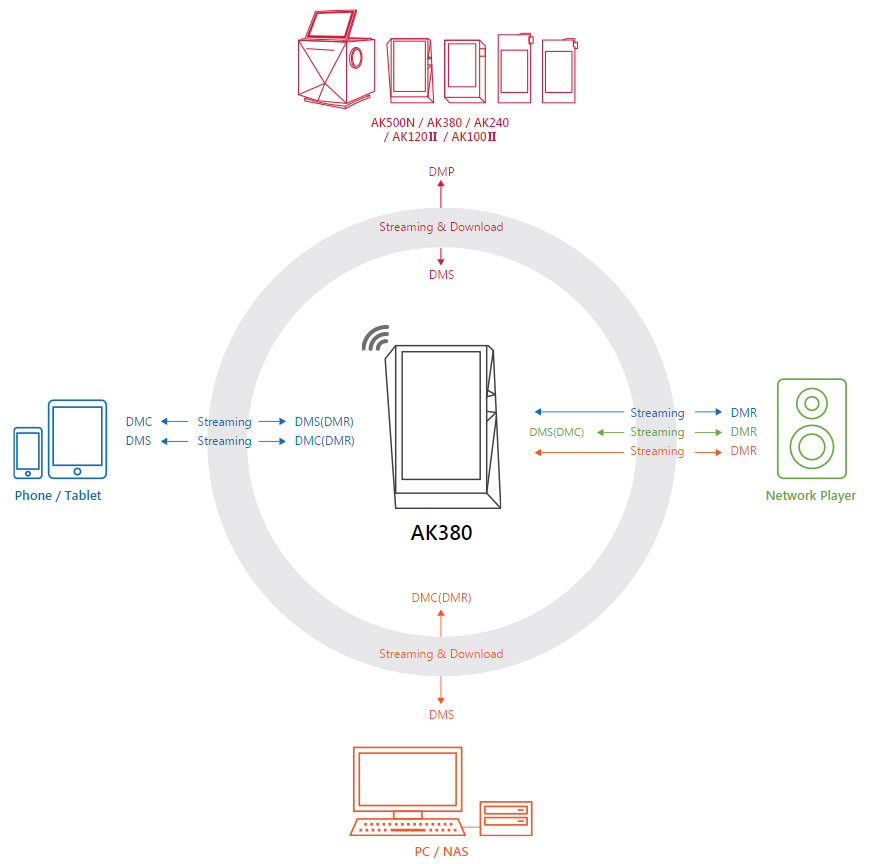 AK500N / AK380 / AK240
/ AK120Ⅱ / AK100Ⅱ
DMP
Streaming & Download
DMS
DMC Streaming DMS(DMR)
DMS Streaming DMC(DMR)
Phone / Tablet
AK380
Streaming DMR
DMS(DMC) Streaming DMR
Streaming DMR
Network Player
DMC(DMR)
Streaming & Download
DMS
PC / NAS